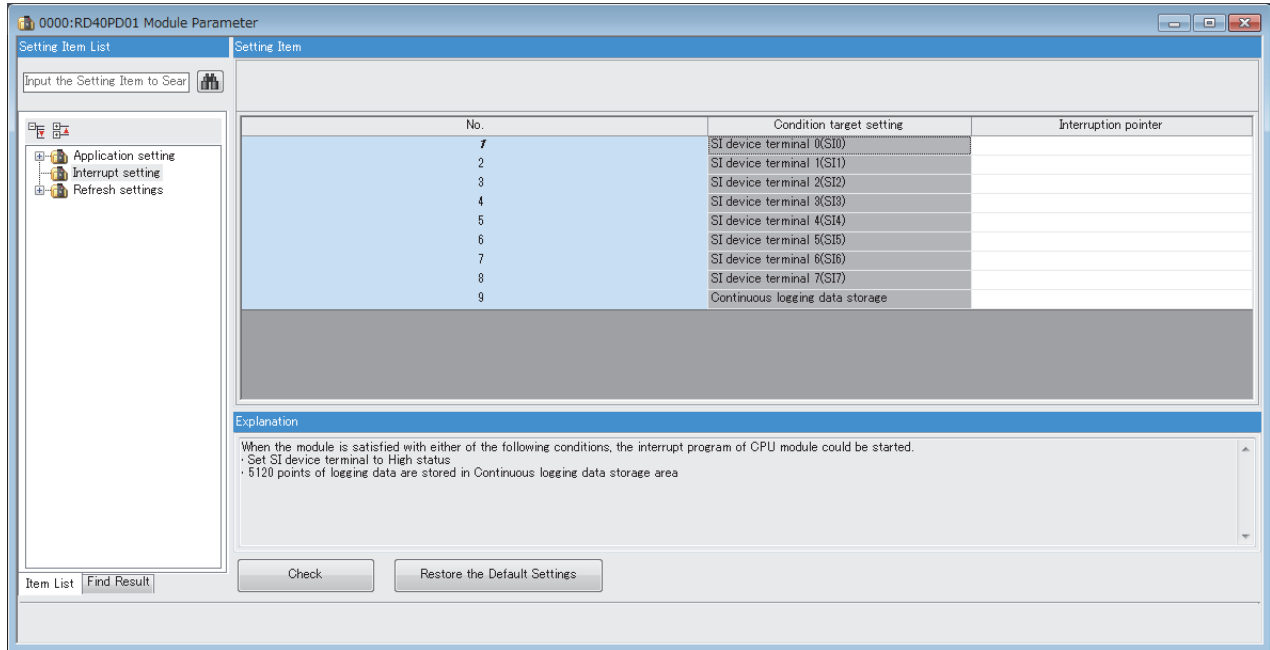 0000:RD40PD01 Module Parameter
Setting Item List
Setting Item
Input the Setting Item to Sear
Application setting
Interrupt setting
Refresh settings
No. Condition target setting Interruption pointer
1 SI device terminal 0(SI0)
2 SI device terminal 1(SI1)
3 SI device terminal 2(SI2)
4 SI device terminal 3(SI3)
5 SI device terminal 4(SI4)
6 SI device terminal 5(SI5)
7 SI device terminal 6(SI6)
8 SI device terminal 7(SI7)
9 Continuous logging data storage
Explanation
When the module is satisfied with either of the following conditions, the interrupt program of CPU module could be started.
· Set SI device terminal to High status
· 5120 points of logging data are stored in Continuous logging data storage area
Check Restore the Default Settings
Item List Find Result